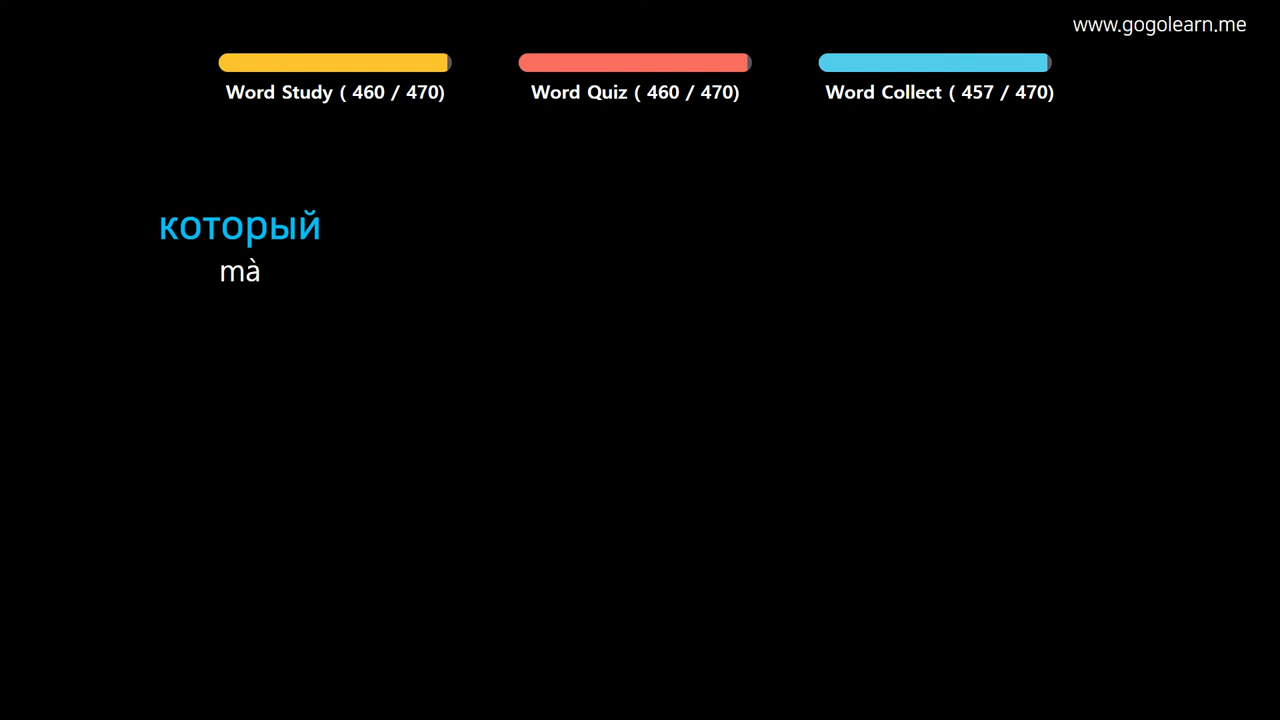 www.gogolearn.me
Word Study ( 460 / 470)
Word Quiz ( 460 / 470)
Word Collect ( 457 / 470)
который
mà